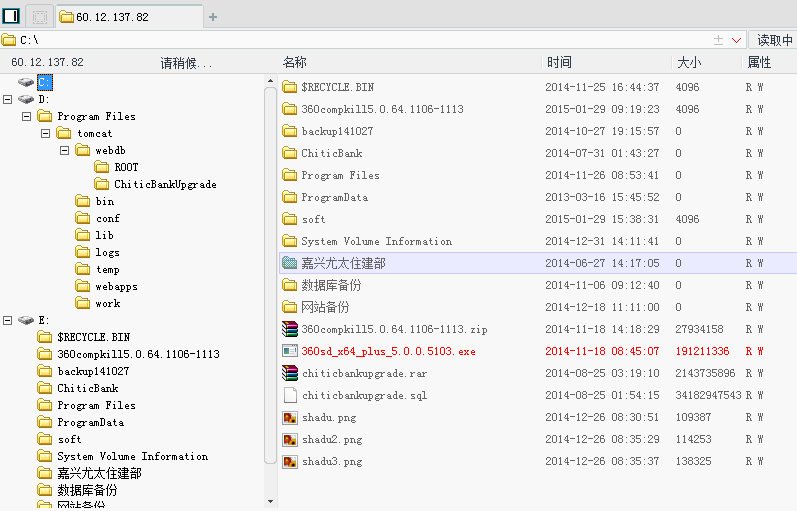 60.12.137.82
C:\
读取中
60.12.137.82 请稍候...
C:
D:
Program Files
tomcat
webdb
ROOT
ChiticBankUpgrade
bin
conf
lib
logs
temp
webapps
work
E:
$RECYCLE.BIN
360compkill5.0.64.1106-1113
backup141027
ChiticBank
Program Files
ProgramData
soft
System Volume Information
嘉兴尤太住建部
数据库备份
网站备份
名称 时间 大小 属性
$RECYCLE.BIN 2014-11-25 16:44:37 4096 R W
360compkill5.0.64.1106-1113 2015-01-29 09:19:23 4096 R W
backup141027 2014-10-27 19:15:57 0 R W
ChiticBank 2014-07-31 01:43:27 0 R W
Program Files 2014-11-26 08:53:41 0 R W
ProgramData 2013-03-16 15:45:52 0 R W
soft 2015-01-29 15:38:31 4096 R W
System Volume Information 2014-12-31 14:11:41 0 R W
嘉兴尤太住建部 2014-06-27 14:17:05 0 R W
数据库备份 2014-11-06 09:12:40 0 R W
网站备份 2014-12-18 11:11:00 0 R W
360compkill5.0.64.1106-1113.zip 2014-11-18 14:18:29 27934158 R W
360sd_x64_plus_5.0.0.5103.exe 2014-11-18 08:45:07 191211336 R W
chiticbankupgrade.rar 2014-08-25 03:19:10 2143735896 R W
chiticbankupgrade.sql 2014-08-25 01:54:15 34182947543 R W
shadu.png 2014-12-26 08:30:51 109387 R W
shadu2.png 2014-12-26 08:35:29 114253 R W
shadu3.png 2014-12-26 08:35:37 138325 R W